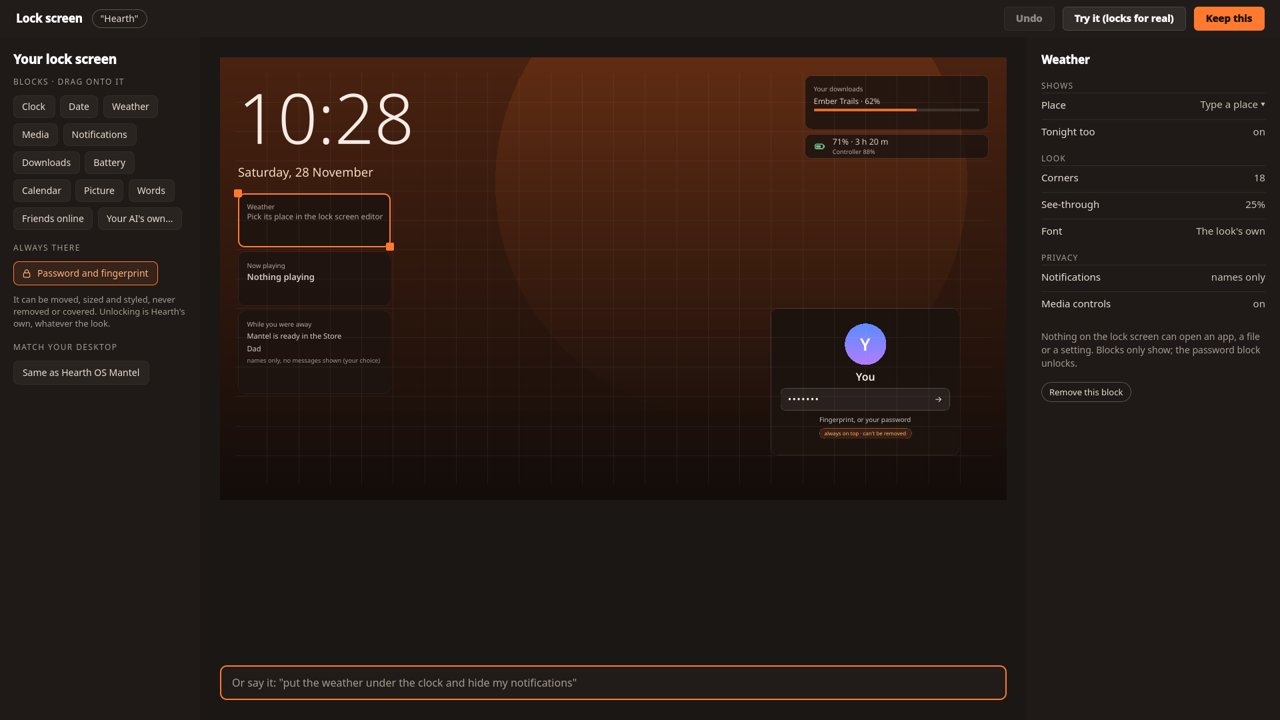 Lock screen
"Hearth"
Undo
Try it (locks for real)
Keep this
Your lock screen
BLOCKS · DRAG ONTO IT
Clock
Date
Weather
Media
Notifications
Downloads
Battery
Calendar
Picture
Words
Friends online
Your AI's own...
ALWAYS THERE
Password and fingerprint
It can be moved, sized and styled, never
removed or covered. Unlocking is Hearth's
own, whatever the look.
MATCH YOUR DESKTOP
Same as Hearth OS Mantel
10:28
Saturday, 28 November
Weather
Pick its place in the lock screen editor
Now playing
Nothing playing
While you were away
Mantel is ready in the Store
Dad
names only, no messages shown (your choice)
Your downloads
Ember Trails · 62%
71% · 3 h 20 m
Controller 88%
Y
You
•••••••
Fingerprint, or your password
always on top · can't be removed
Or say it: "put the weather under the clock and hide my notifications"
Weather
SHOWS
Place
Type a place ▾
Tonight too
on
LOOK
Corners
18
See-through
25%
Font
The look's own
PRIVACY
Notifications
names only
Media controls
on
Nothing on the lock screen can open an app, a file
or a setting. Blocks only show; the password block
unlocks.
Remove this block